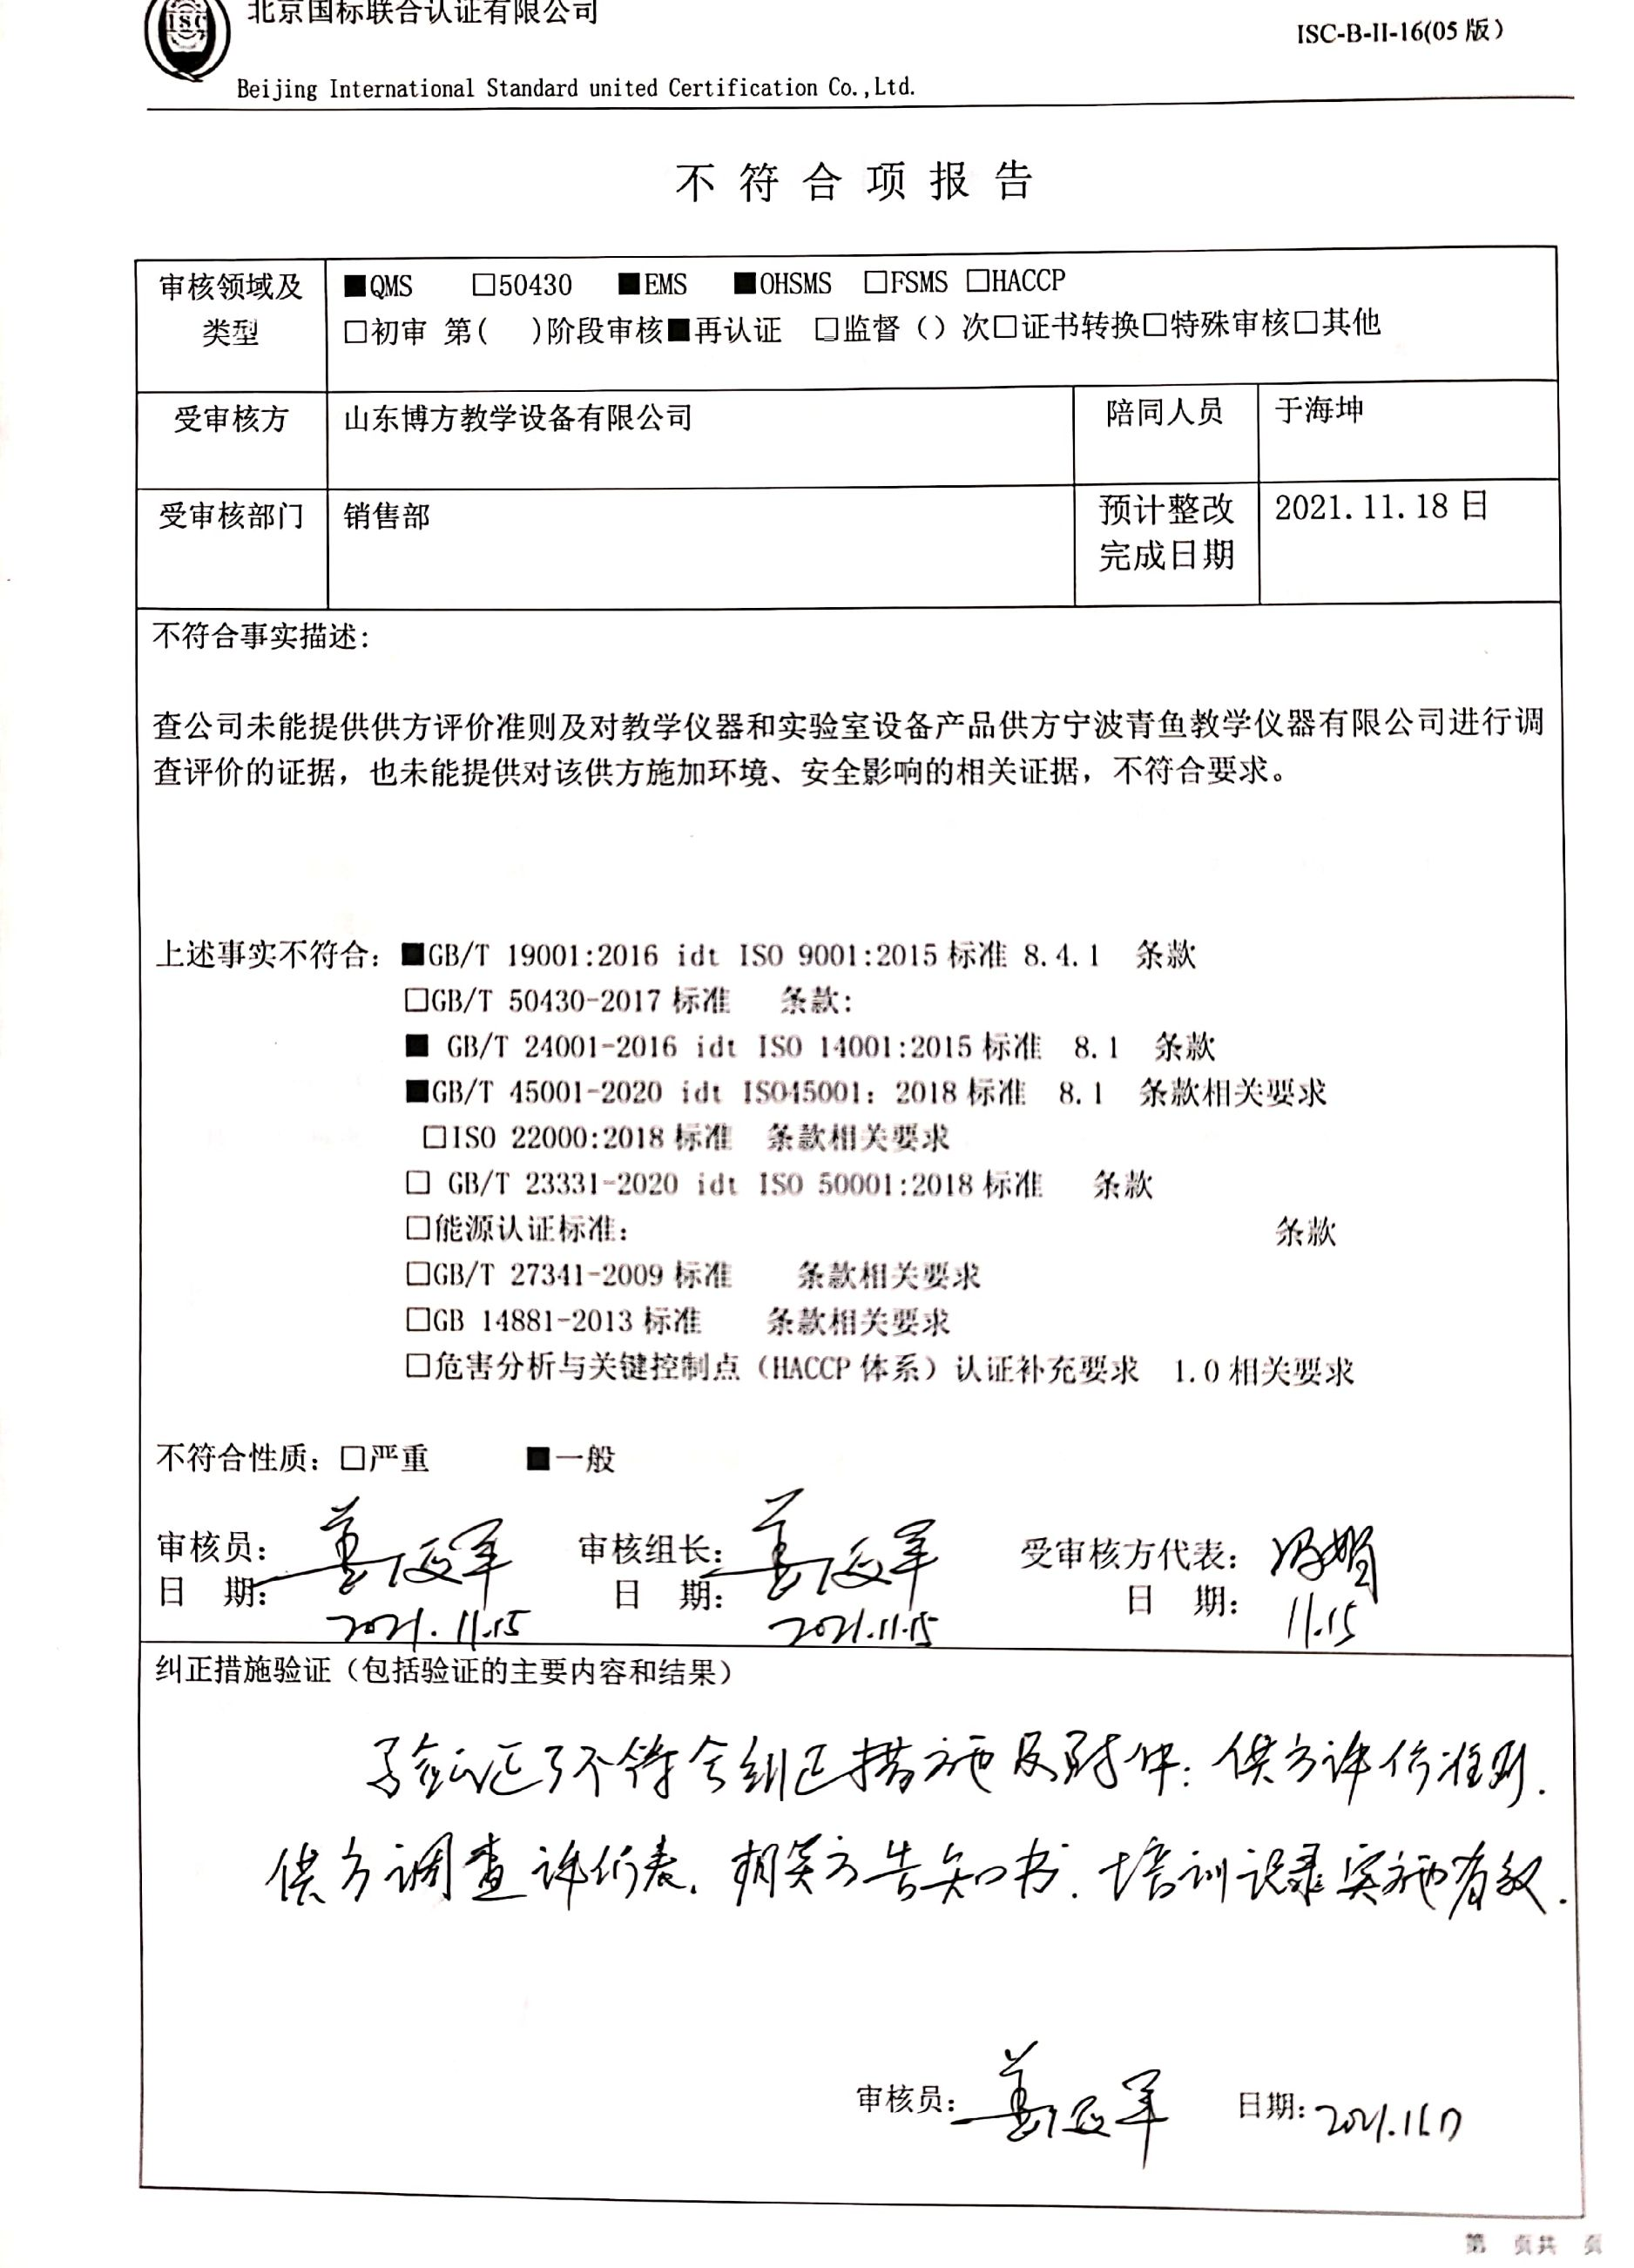 北京国标联合认证有限公司
ISC-B-II-16(05 版)
Beijing International Standard united Certification Co.,Ltd.
不 符 合 项 报 告
审核领域及类型
■QMS □50430 ■EMS ■OHSMS □FSMS □HACCP
□初审 第( )阶段审核■再认证 □监督（）次□证书转换□特殊审核□其他
受审核方 山东博方教学设备有限公司 陪同人员 于海坤
受审核部门 销售部 预计整改完成日期 2021.11.18 日
不符合事实描述：
查公司未能提供供方评价准则及对教学仪器和实验室设备产品供方宁波青鱼教学仪器有限公司进行调
查评价的证据，也未能提供对该供方施加环境、安全影响的相关证据，不符合要求。
上述事实不符合：■GB/T 19001:2016 idt ISO 9001:2015 标准 8.4.1 条款
□GB/T 50430-2017 标准 条款：
■ GB/T 24001-2016 idt ISO 14001:2015 标准 8.1 条款
■GB/T 45001-2020 idt ISO45001：2018 标准 8.1 条款相关要求
□ISO 22000:2018 标准 条款相关要求
□ GB/T 23331-2020 idt ISO 50001:2018 标准 条款
□能源认证标准： 条款
□GB/T 27341-2009 标准 条款相关要求
□GB 14881-2013 标准 条款相关要求
□危害分析与关键控制点（HACCP 体系）认证补充要求 1.0 相关要求
不符合性质：□严重 ■一般
审核员： 审核组长： 受审核方代表：
日 期： 日 期： 日 期：
2021.11.15 2021.11.15 11.15
纠正措施验证（包括验证的主要内容和结果）
验证了不符合纠正措施及附件：供方评价准则.
供方调查评价表. 相关方告知书. 培训记录实施有效.
审核员： 日期：2021.11.17
第 页共 页